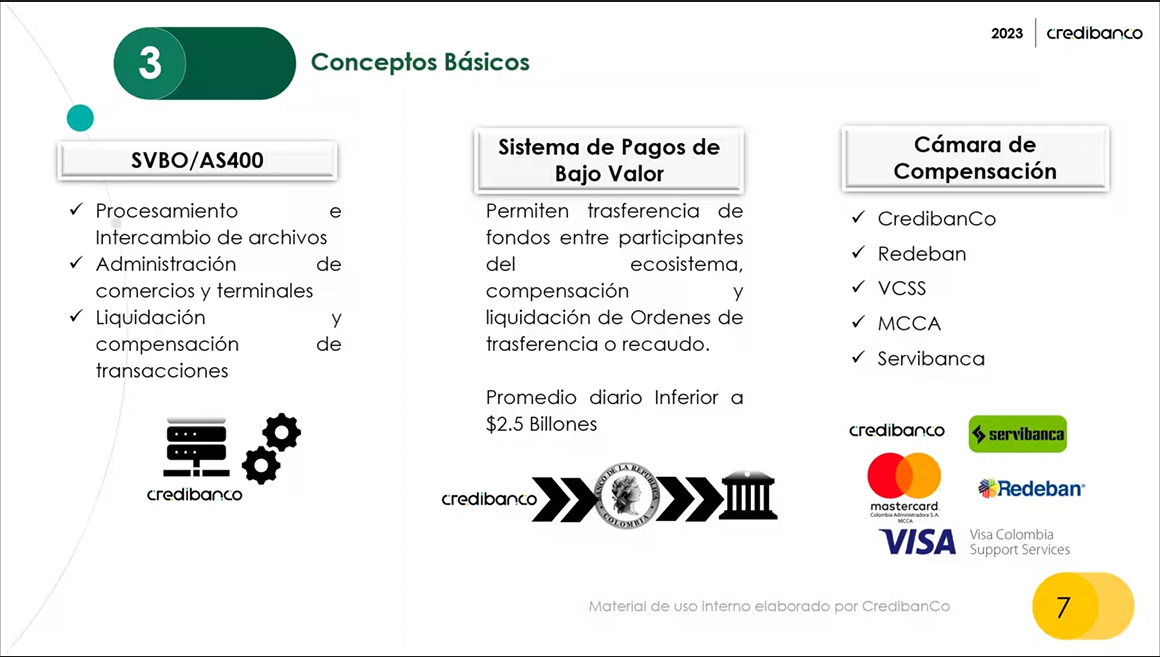 2023
credibanco
3
Conceptos Básicos
SVBO/AS400
✓ Procesamiento e
Intercambio de archivos
✓ Administración de
comercios y terminales
✓ Liquidación y
compensación de
transacciones
credibanco
Sistema de Pagos de
Bajo Valor
Permiten trasferencia de
fondos entre participantes
del ecosistema,
compensación y
liquidación de Ordenes de
trasferencia o recaudo.
Promedio diario Inferior a
$2.5 Billones
credibanco
BANCO DE LA REPÚBLICA
COLOMBIA
Cámara de
Compensación
✓ CredibanCo
✓ Redeban
✓ VCSS
✓ MCCA
✓ Servibanca
credibanco
servibanca
mastercard.
Colombia Administradora S.A.
MCCA
Redeban
VISA
Visa Colombia
Support Services
Material de uso interno elaborado por CredibanCo
7